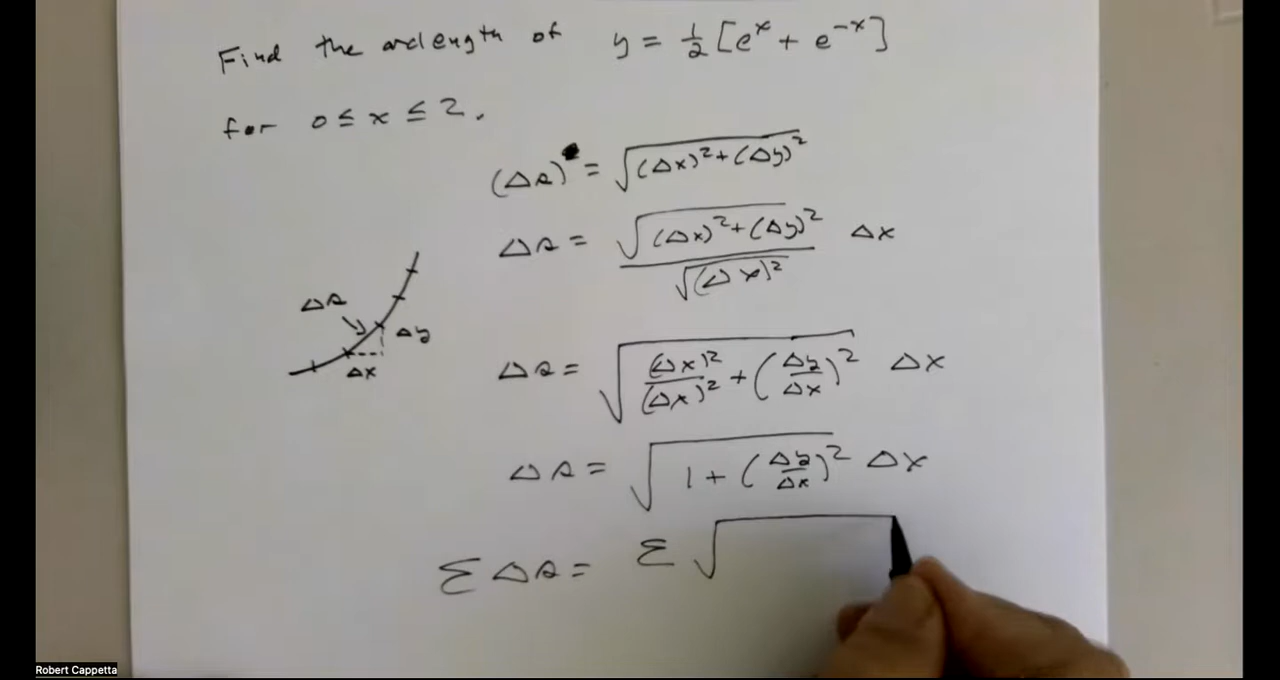 Find the arclength of y = ½ [eˣ + e⁻ˣ]
for 0 ≤ x ≤ 2.
(Δs) = √((Δx)² + (Δy)²)
Δs = √((Δx)² + (Δy)²) / √((Δx)²) Δx
Δs
Δy
Δx
Δs = √((Δx)²/(Δx)² + (Δy/Δx)²) Δx
Δs = √(1 + (Δy/Δx)²) Δx
Σ Δs = Σ √
Robert Cappetta